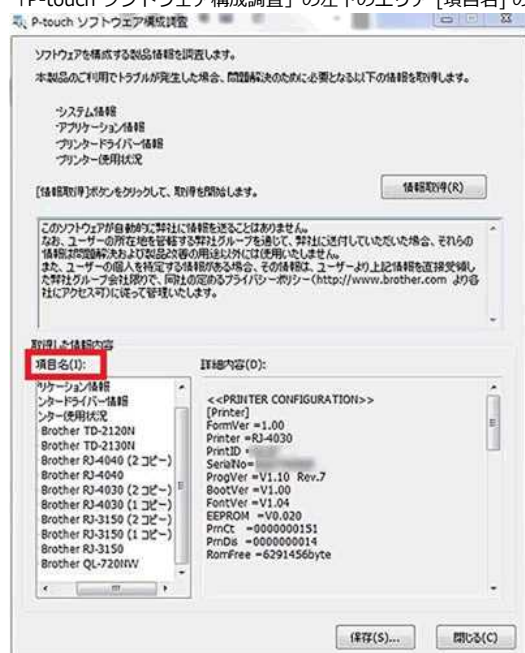 「P-touch ソフトウェア構成調査」の左下のエリア [項目名] の
P-touch ソフトウェア構成調査
ソフトウェアを構成する製品情報を調査します。
本製品のご利用でトラブルが発生した場合、問題解決のために必要となる以下の情報を取得します。
・システム情報
・アプリケーション情報
・プリンタードライバー情報
・プリンター使用状況
[情報取得]ボタンをクリックして、取得を開始します。
情報取得(R)
このソフトウェアが自動的に弊社に情報を送ることはありません。
なお、ユーザーの所在地を管轄する弊社グループを通じて、弊社に送付していただいた場合、それらの
情報は問題解決および製品改善の用途以外には使用いたしません。
また、ユーザーの個人を特定する情報がある場合、その情報は、ユーザーより上記情報を直接受領し
た弊社グループ会社限りで、同社の定めるプライバシーポリシー(http://www.brother.com より各
社にアクセス可)に従って管理いたします。
取得した情報内容
項目名(I):
詳細内容(D):
リケーション情報
ンタードライバー情報
ンター使用状況
Brother TD-2120N
Brother TD-2130N
Brother RJ-4040 (2 コピー)
Brother RJ-4040
Brother RJ-4030 (2 コピー)
Brother RJ-4030 (1 コピー)
Brother RJ-3150 (2 コピー)
Brother RJ-3150 (1 コピー)
Brother RJ-3150
Brother QL-720NW
<<PRINTER CONFIGURATION>>
[Printer]
FormVer =1.00
Printer =RJ-4030
PrintID =
SerialNo=
ProgVer =V1.10 Rev.7
BootVer =V1.00
FontVer =V1.04
EEPROM =V0.020
PrnCt =0000000151
PrnDis =0000000014
RomFree =6291456byte
保存(S)...
閉じる(C)